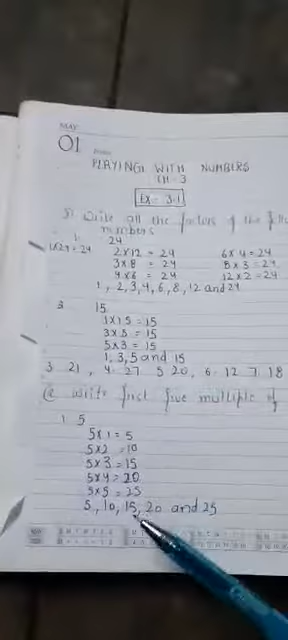 MAY
01
PLAYING WITH NUMBERS
CH-3
Ex - 3.1
Write all the factors of the
numbers
1 24
1x24 = 24 2x12 = 24 6x4 = 24
3x8 = 24 8x3 = 24
4x6 = 24 12x2 = 24
1, 2, 3, 4, 6, 8, 12 and 24
15
1x15 = 15
3x5 = 15
5x3 = 15
1, 3, 5 and 15
3 21, 4 27 5 20, 6 12 7 18
Write first five multiple of
1 5
5x1 = 5
5x2 = 10
5x3 = 15
5x4 = 20
5x5 = 25
5, 10, 15, 20 and 25